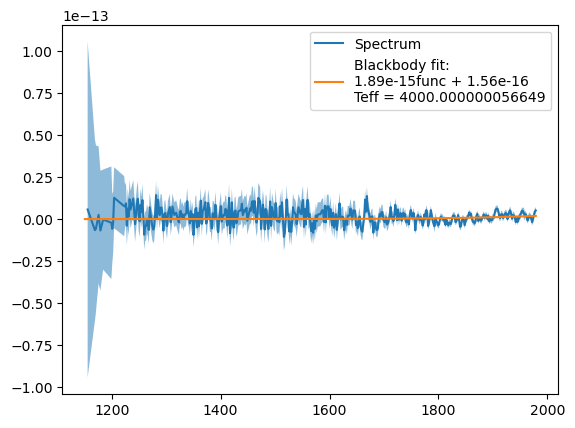 1e−13
1.00
0.75
0.50
0.25
0.00
−0.25
−0.50
−0.75
−1.00
1200
1400
1600
1800
2000
Spectrum
Blackbody fit:
1.89e-15func + 1.56e-16
Teff = 4000.000000056649